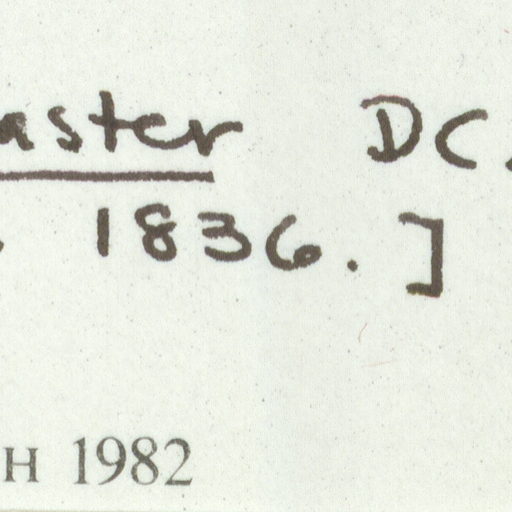 aster DC
1836.]
H 1982